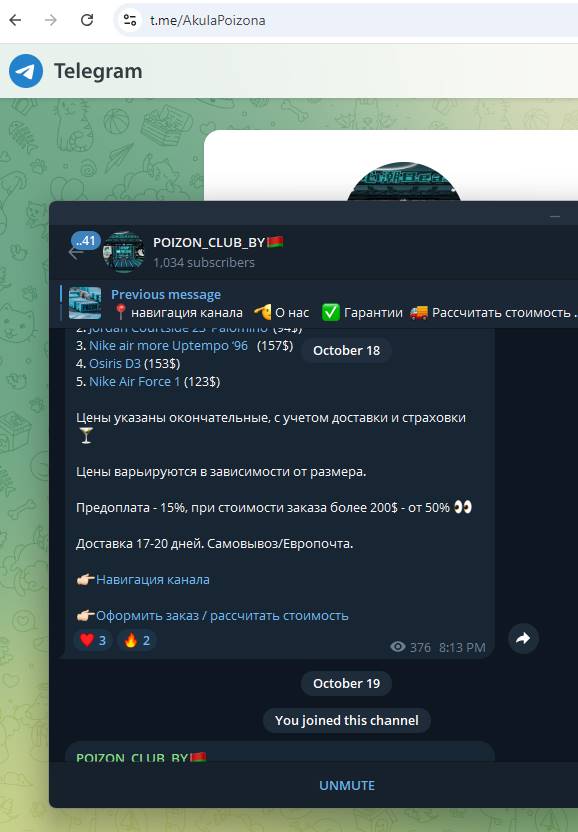 t.me/AkulaPoizona
Telegram
..41
POIZON_CLUB_BY
1,034 subscribers
Previous message
📍навигация канала 🫡О нас ✅ Гарантии 🚚 Рассчитать стоимость ..
2. Jordan Courtside 23 'Palomino' (94$)
3. Nike air more Uptempo ‘96 (157$)
October 18
4. Osiris D3 (153$)
5. Nike Air Force 1 (123$)
Цены указаны окончательные, с учетом доставки и страховки
🍸
Цены варьируются в зависимости от размера.
Предоплата - 15%, при стоимости заказа более 200$ - от 50% 👀
Доставка 17-20 дней. Самовывоз/Европочта.
👉🏻Навигация канала
👉🏻Оформить заказ / рассчитать стоимость
❤️ 3 🔥 2
376 8:13 PM
October 19
You joined this channel
POIZON_CLUB_BY
UNMUTE